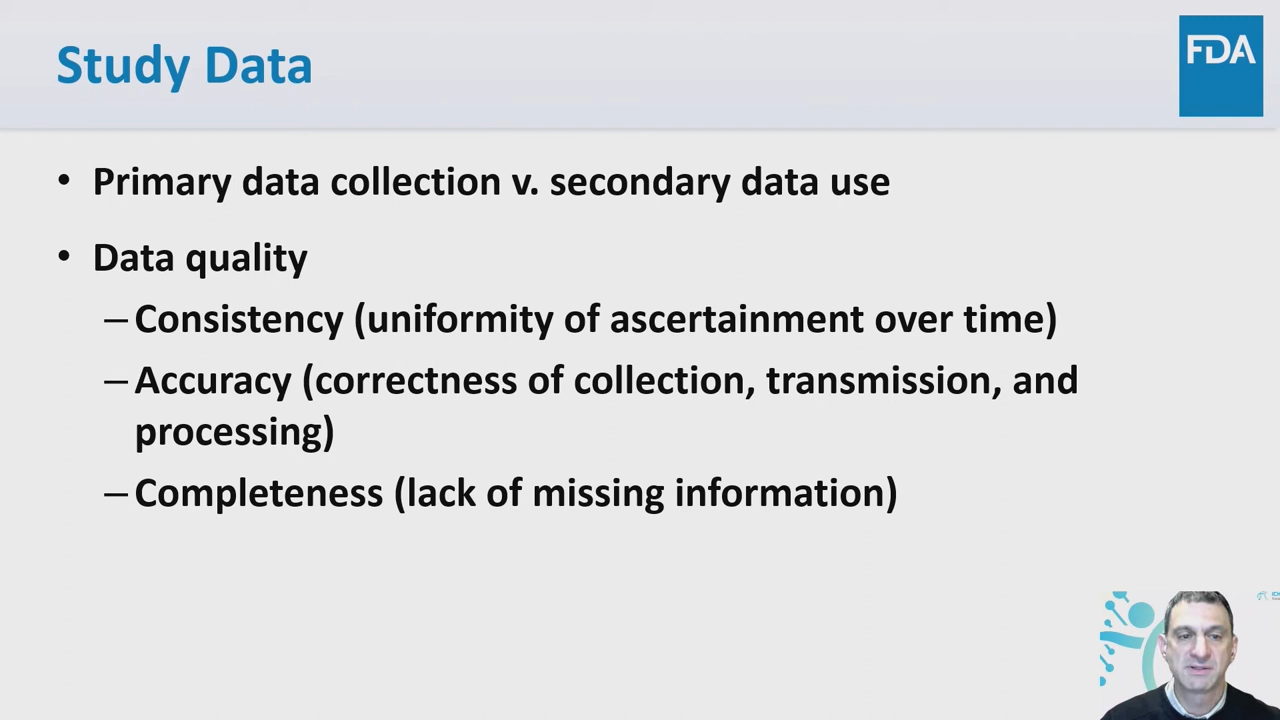 Study Data
FDA
• Primary data collection v. secondary data use
• Data quality
– Consistency (uniformity of ascertainment over time)
– Accuracy (correctness of collection, transmission, and
processing)
– Completeness (lack of missing information)